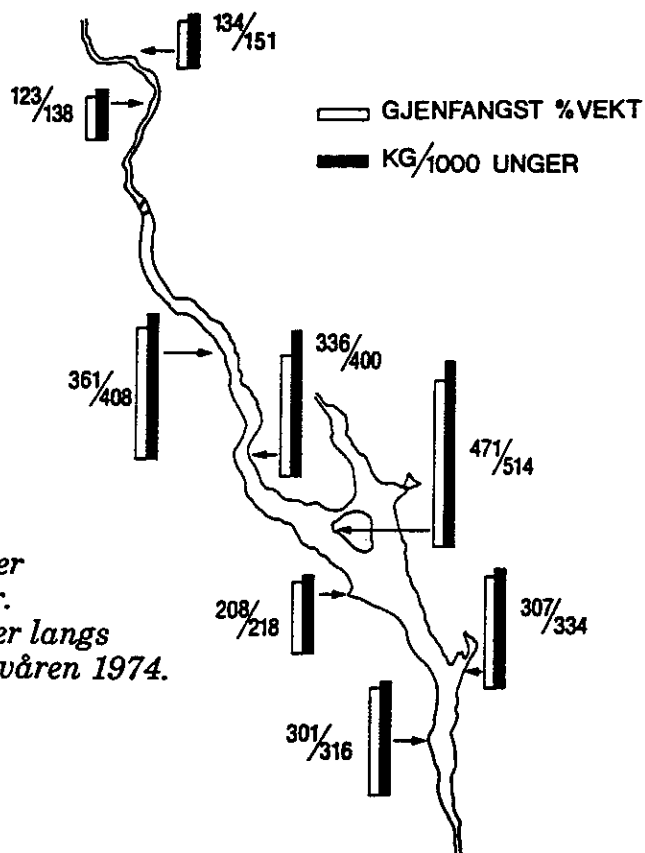 134/151
123/138
GJENFANGST %VEKT
KG/1000 UNGER
336/400
361/408
471/514
er
r.
er langs
våren 1974.
208/218
307/334
301/316